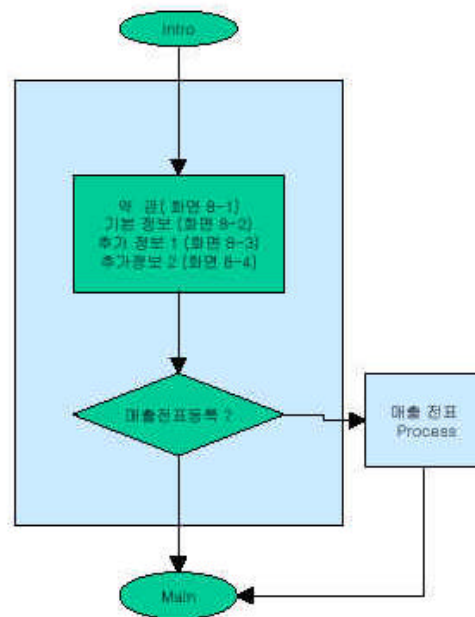 Intro
약 관( 화면 8-1)
기본 정보 (화면 8-2)
추가 정보 1 (화면 8-3)
추가정보 2 (화면 8-4)
매출전표등록 ?
매출 전표
Process
Main